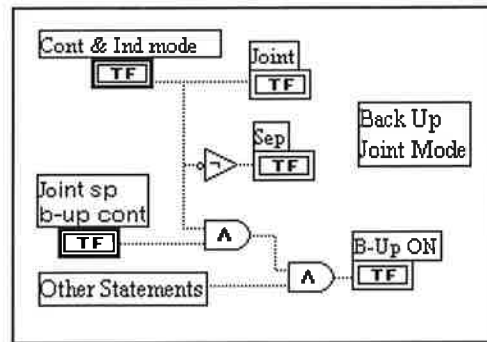 Cont & Ind mode
TF
Joint
TF
Back Up
Joint Mode
Sep
TF
Joint sp
b-up cont
TF
Λ
B-Up ON
TF
Other Statements
Λ